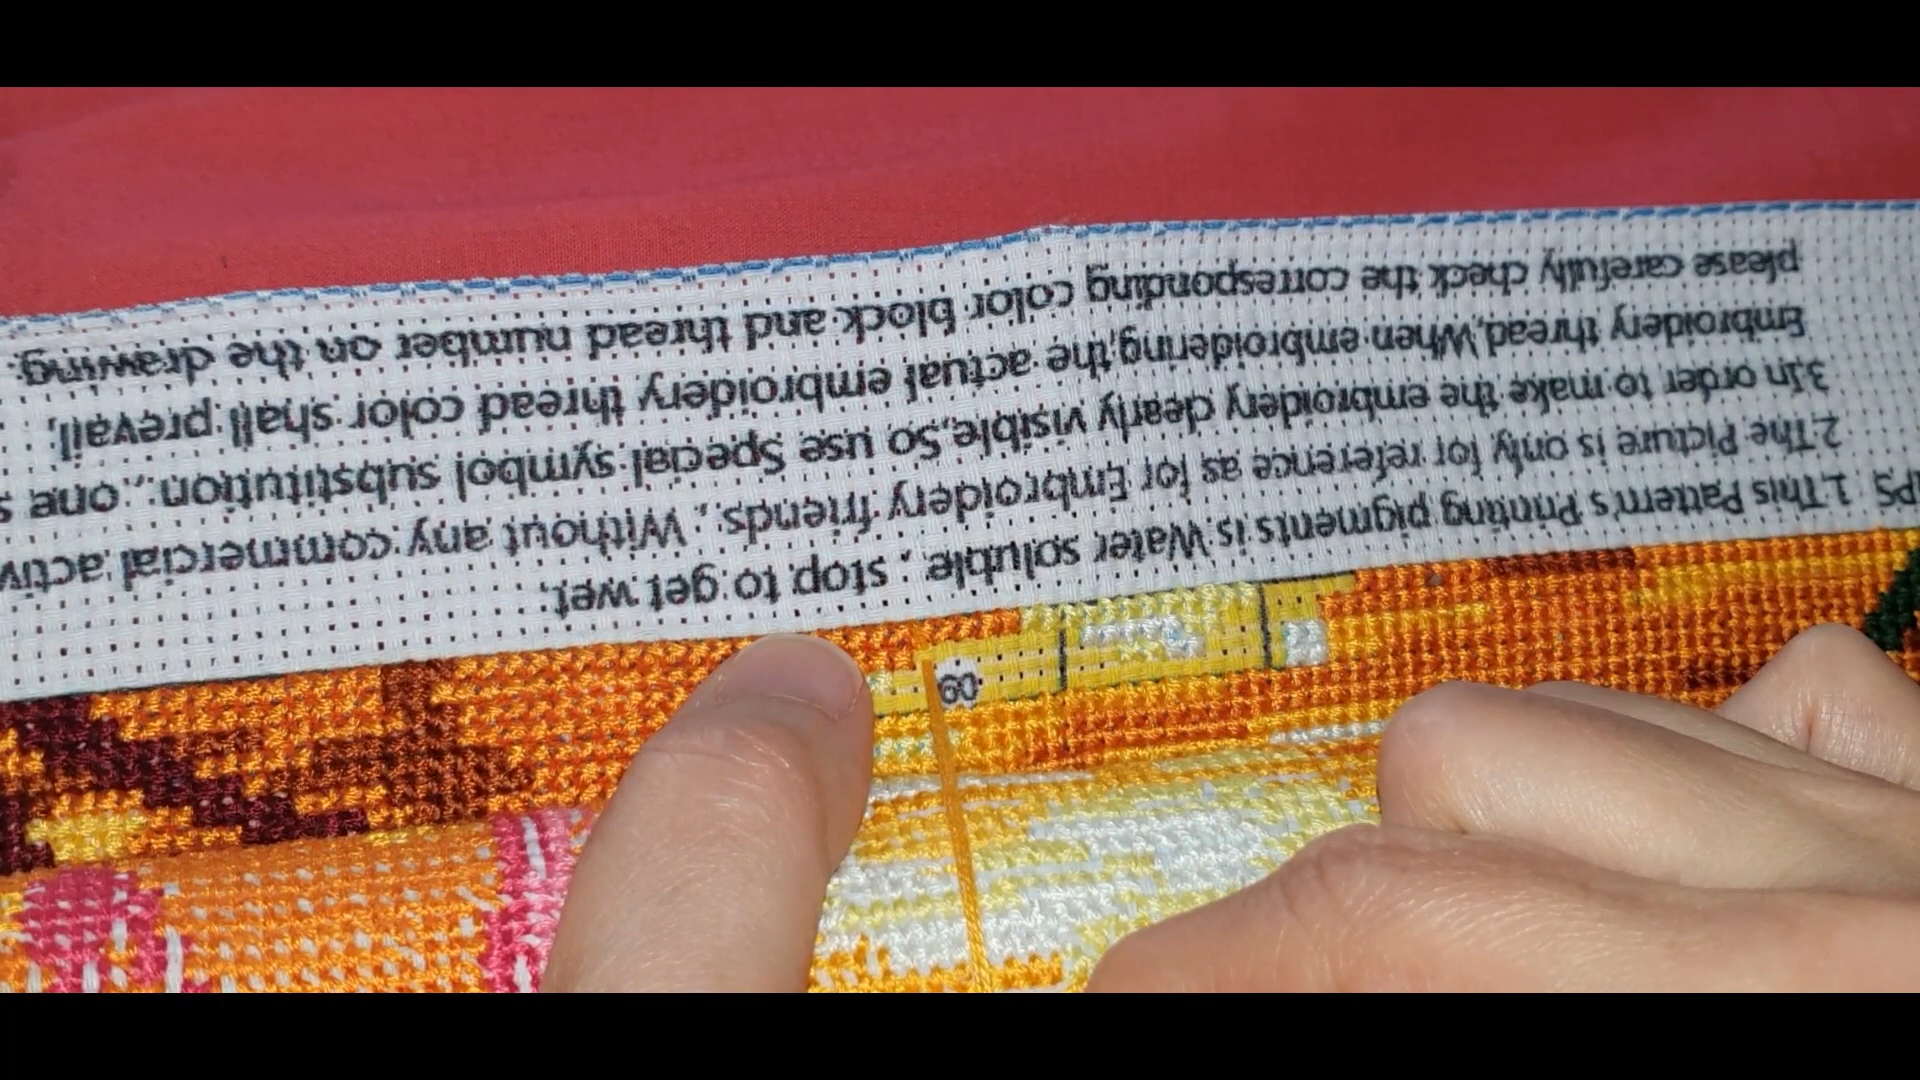 PS 1.This Pattern's Printing pigments is Water soluble , stop to get wet.
2.The Picture is only for reference as for Embroidery friends , Without any commercial
3.In order to make the embroidery clearly visible,So use Special symbol substitution , one
Embroidery thread,When embroidering,the actual embroidery thread color shall prevail,
please carefully check the corresponding color block and thread number on the drawing.